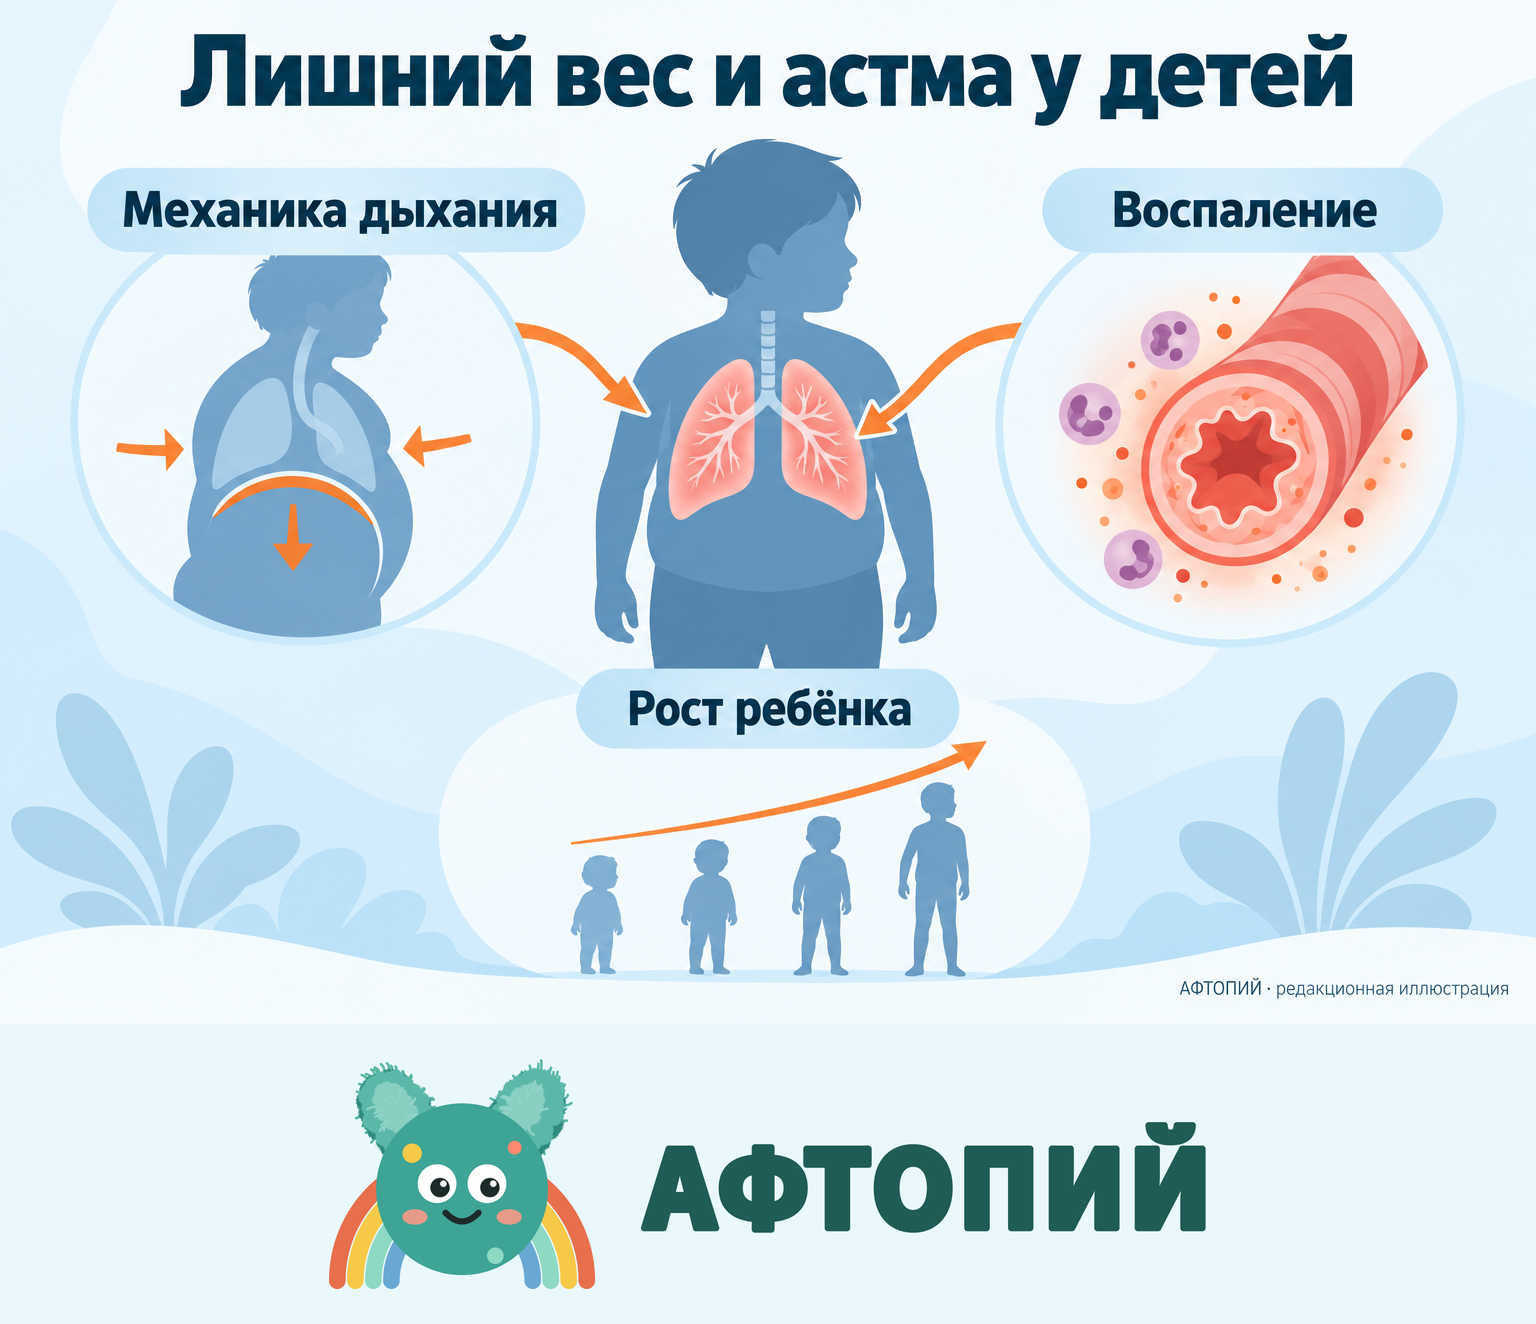 Лишний вес и астма у детей
Механика дыхания
Воспаление
Рост ребёнка
АФТОПИЙ · редакционная иллюстрация
АФТОПИЙ